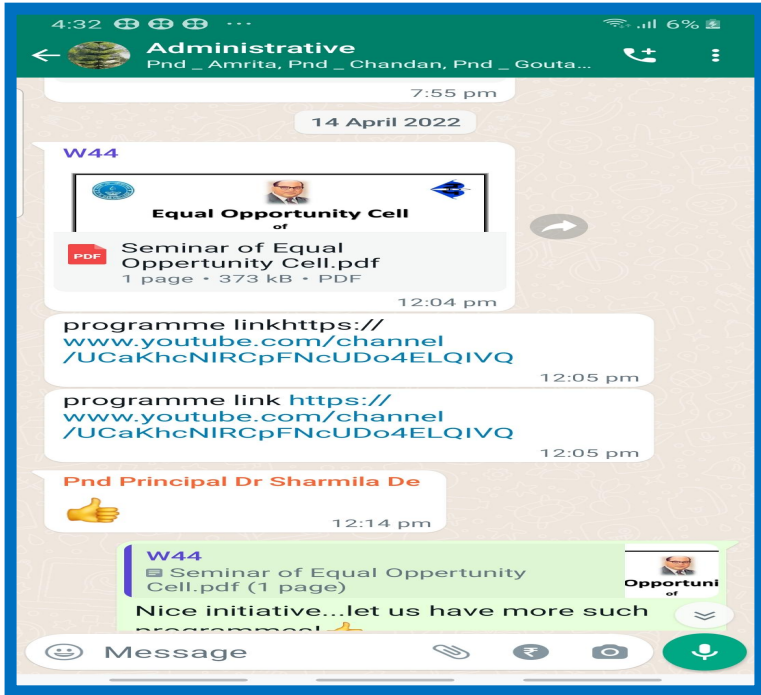 4:32 ... 6%
Administrative
Pnd _ Amrita, Pnd _ Chandan, Pnd _ Gouta...
7:55 pm
14 April 2022
W44
Equal Opportunity Cell
of
PDF
Seminar of Equal
Oppertunity Cell.pdf
1 page • 373 kB • PDF
12:04 pm
programme linkhttps://
www.youtube.com/channel
/UCaKhcNlRCpFNcUDo4ELQIVQ
12:05 pm
programme link https://
www.youtube.com/channel
/UCaKhcNlRCpFNcUDo4ELQIVQ
12:05 pm
Pnd Principal Dr Sharmila De
👍
12:14 pm
W44
Seminar of Equal Oppertunity
Cell.pdf (1 page)
Opportuni
of
Nice initiative...let us have more such
programmes! 👍
Message
₹